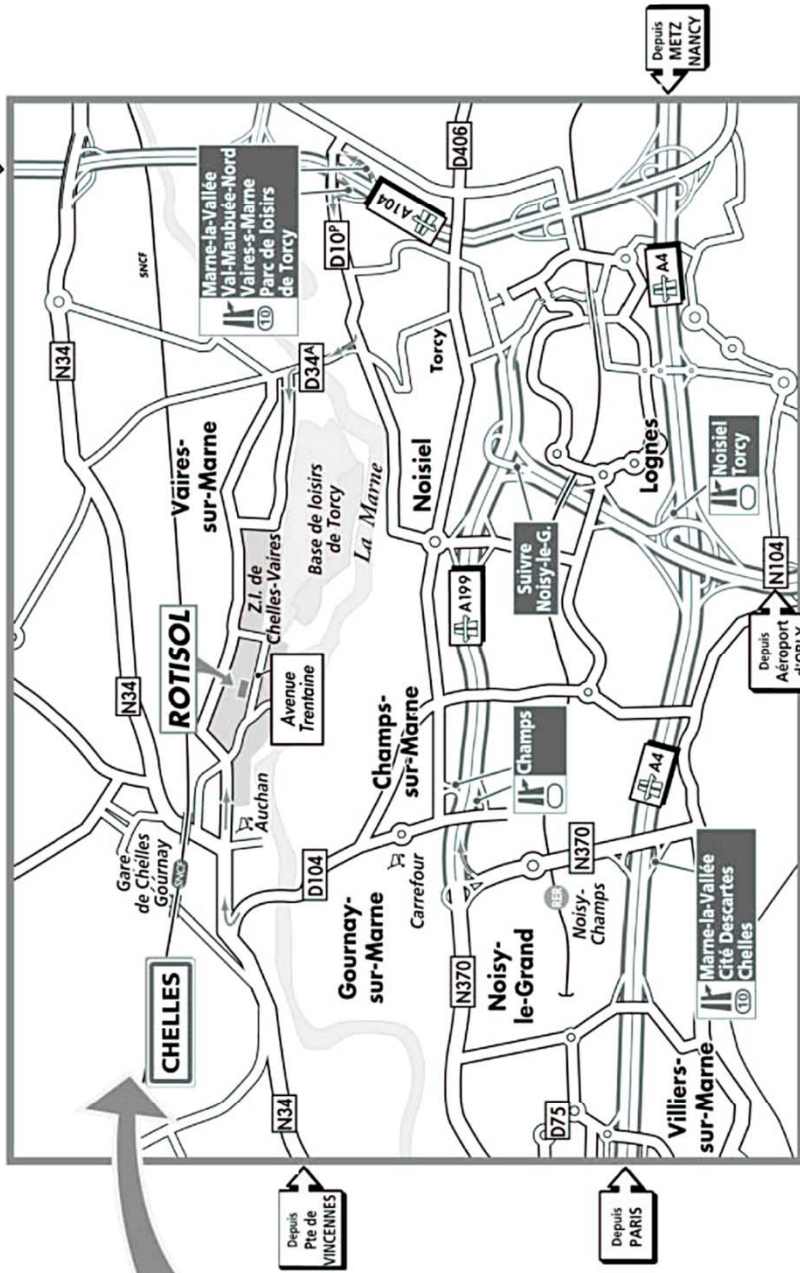 Depuis
METZ
NANCY
N34
SNCF
Marne-la-Vallée
Val-Maubuée-Nord
Vaires-s-Marne
Parc de loisirs
de Torcy
10
D10P
A104
D406
A4
N34
Vaires-
sur-Marne
D34A
Torcy
Base de loisirs
de Torcy
La Marne
Noisiel
Lognes
Noisiel
Torcy
Z.I. de
Chelles-Vaires
ROTISOL
Avenue
Trentaine
Suivre
Noisy-le-G.
A199
N104
Depuis
Aéroport
N34
Champs-
sur-Marne
Champs
A4
Auchan
Gare
de Chelles
Gournay
SNCF
D104
Carrefour
Gournay-
sur-Marne
N370
RER
Noisy-
Champs
Marne-la-Vallée
Cité Descartes
Chelles
10
CHELLES
N370
Noisy-
le-Grand
N34
D75
Villiers-
sur-Marne
Depuis
Pte de
VINCENNES
Depuis
PARIS